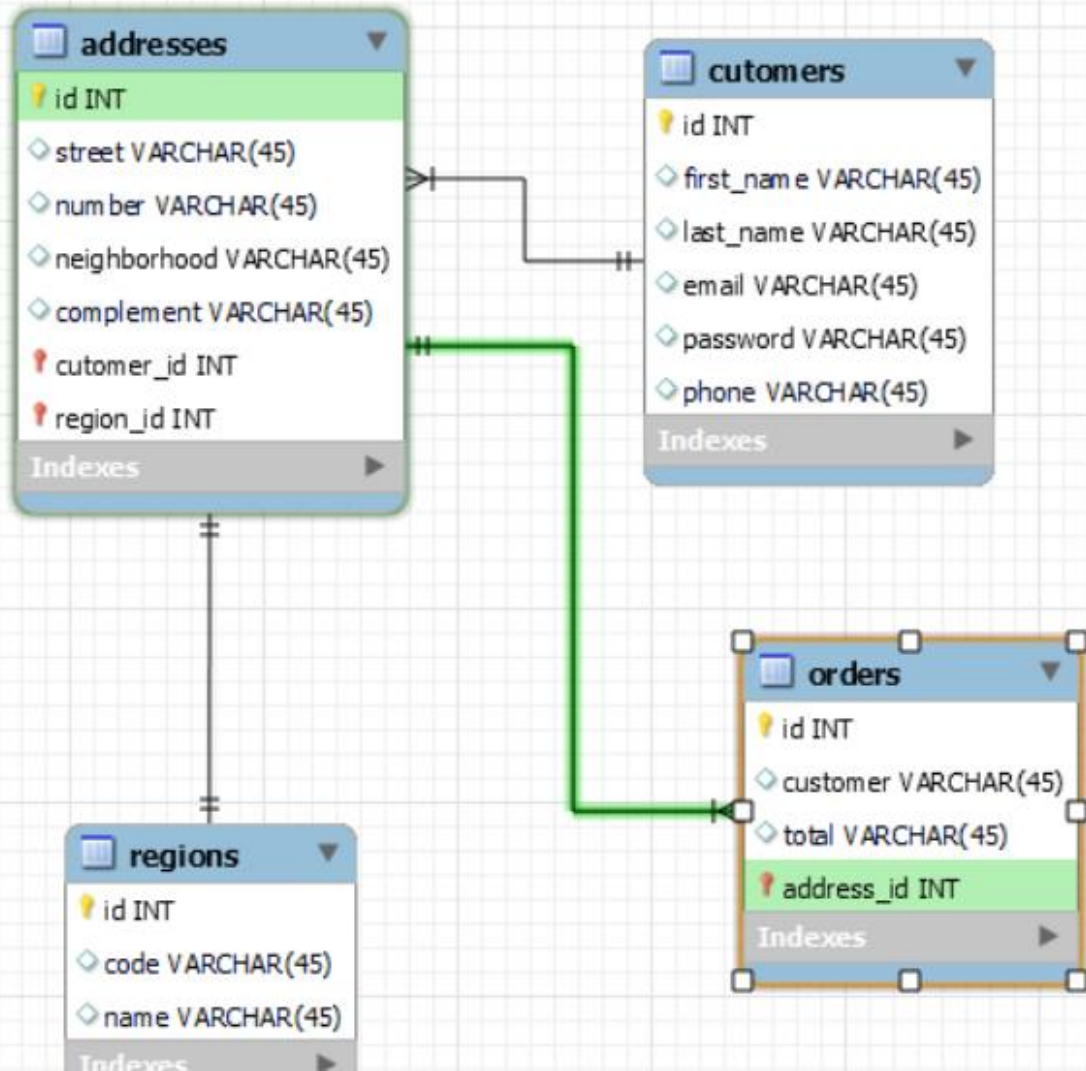 addresses
id INT
street VARCHAR(45)
number VARCHAR(45)
neighborhood VARCHAR(45)
complement VARCHAR(45)
cutomer_id INT
region_id INT
Indexes
cutomers
id INT
first_name VARCHAR(45)
last_name VARCHAR(45)
email VARCHAR(45)
password VARCHAR(45)
phone VARCHAR(45)
Indexes
orders
id INT
customer VARCHAR(45)
total VARCHAR(45)
address_id INT
Indexes
regions
id INT
code VARCHAR(45)
name VARCHAR(45)
Indexes